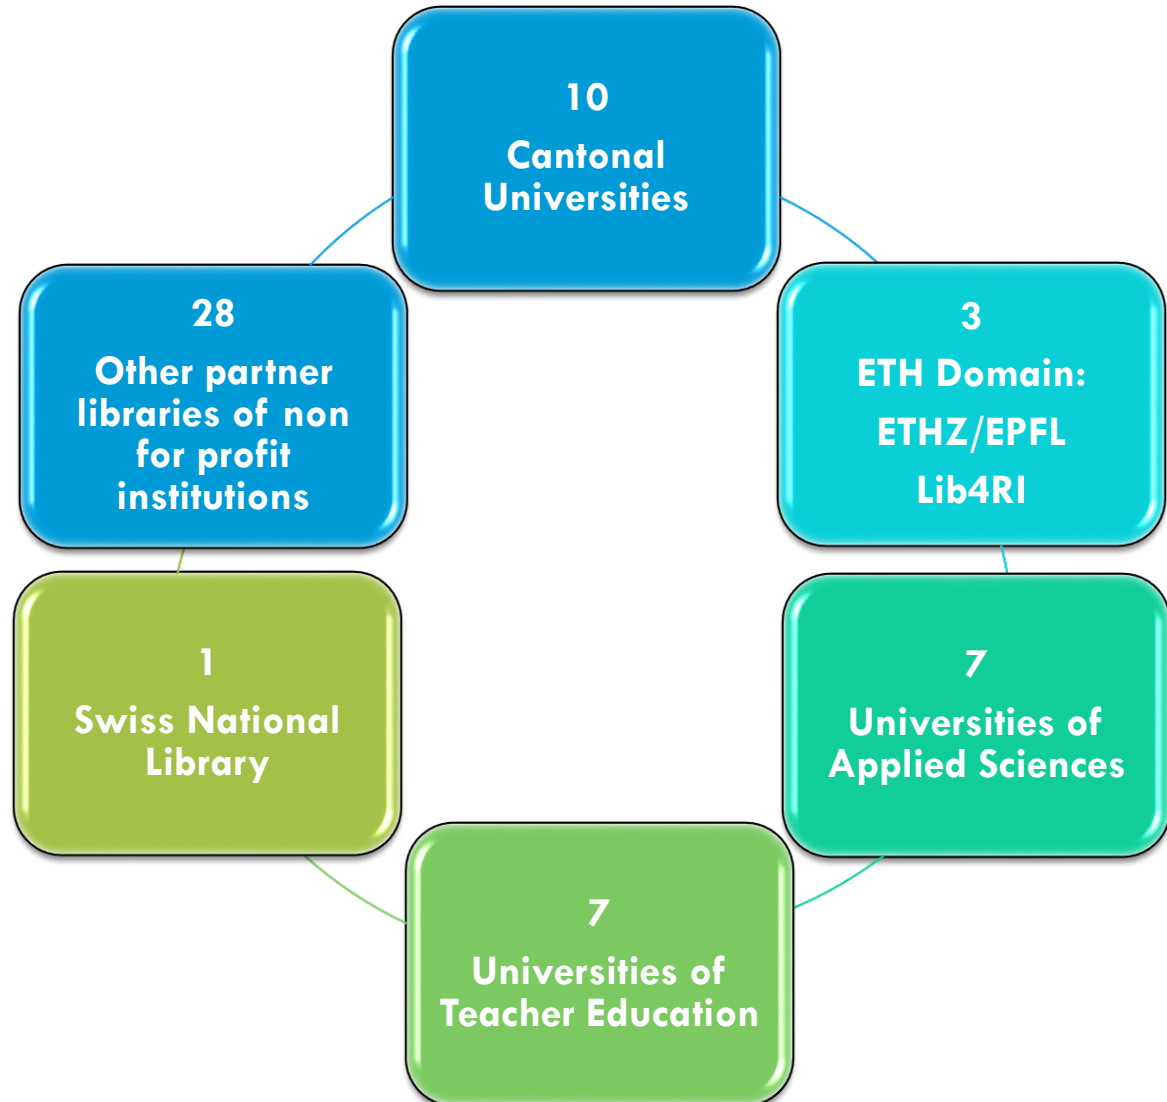 10
Cantonal
Universities
3
ETH Domain:
ETHZ/EPFL
Lib4RI
7
Universities of
Applied Sciences
7
Universities of
Teacher Education
1
Swiss National
Library
28
Other partner
libraries of non
for profit
institutions